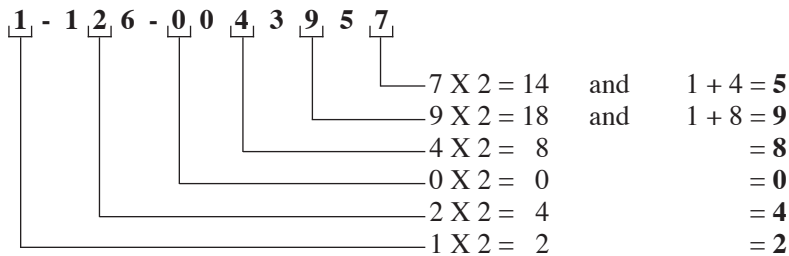 1 - 1 2 6 - 0 0 4 3 9 5 7
7 X 2 = 14 and 1 + 4 = 5
9 X 2 = 18 and 1 + 8 = 9
4 X 2 = 8 = 8
0 X 2 = 0 = 0
2 X 2 = 4 = 4
1 X 2 = 2 = 2